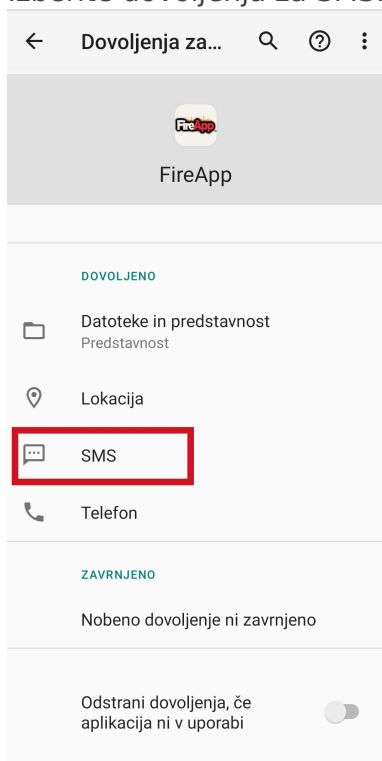 Dovoljenja za...
FireApp
FireApp
DOVOLJENO
Datoteke in predstavnost
Predstavnost
Lokacija
SMS
Telefon
ZAVRNJENO
Nobeno dovoljenje ni zavrnjeno
Odstrani dovoljenja, če
aplikacija ni v uporabi